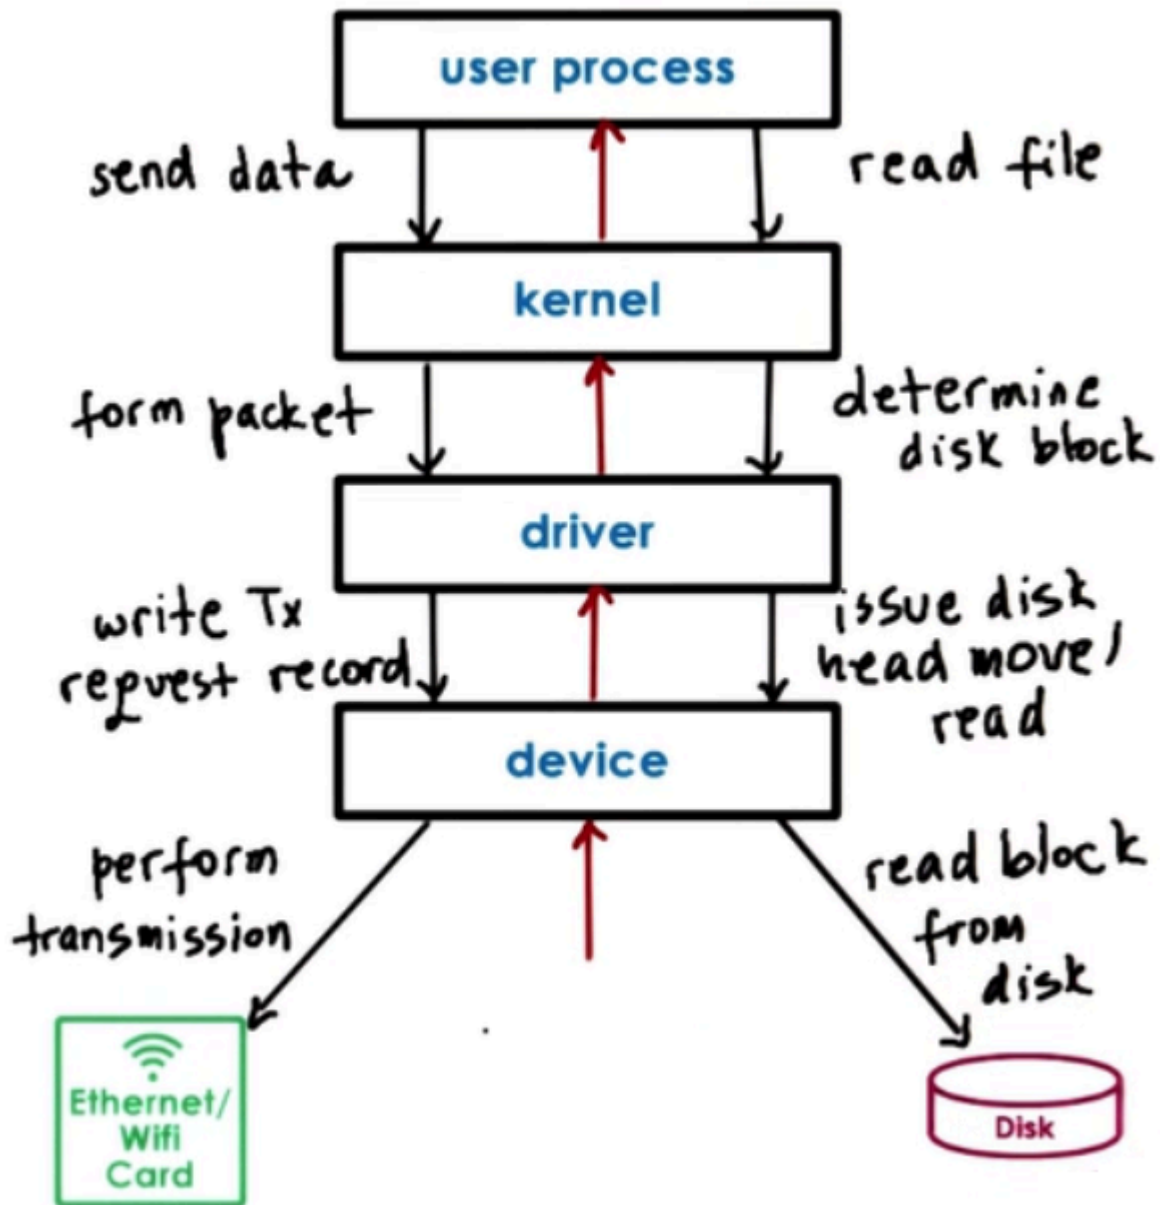 user process
send data
read file
kernel
form packet
determine
disk block
driver
write Tx
request record
issue disk
head move/
read
device
perform
transmission
read block
from
disk
Ethernet/
Wifi
Card
Disk